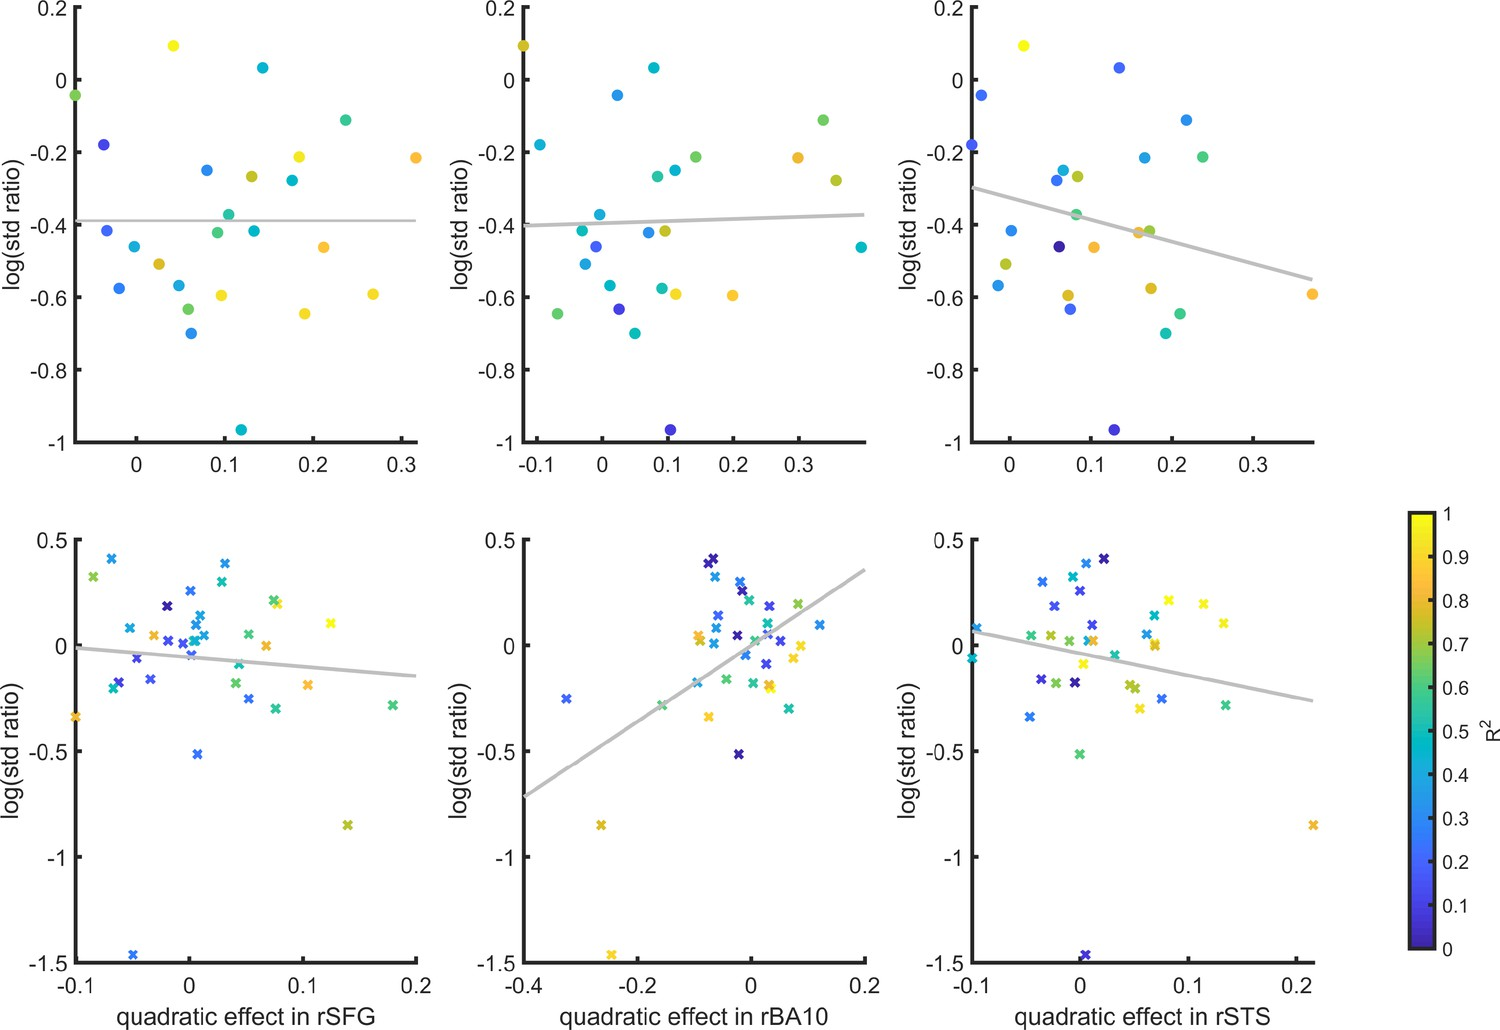 0.2
0
-0.2
-0.4
-0.6
-0.8
-1
log(std ratio)
0 0.1 0.2 0.3
0.2
0
-0.2
-0.4
-0.6
-0.8
-1
log(std ratio)
-0.1 0 0.1 0.2 0.3
0.2
0
-0.2
-0.4
-0.6
-0.8
-1
log(std ratio)
0 0.1 0.2 0.3
0.5
0
-0.5
-1
-1.5
log(std ratio)
-0.1 0 0.1 0.2
quadratic effect in rSFG
0.5
0
-0.5
-1
-1.5
log(std ratio)
-0.4 -0.2 0 0.2
quadratic effect in rBA10
0.5
0
-0.5
-1
-1.5
log(std ratio)
-0.1 0 0.1 0.2
quadratic effect in rSTS
1
0.9
0.8
0.7
0.6
0.5
0.4
0.3
0.2
0.1
0
R²